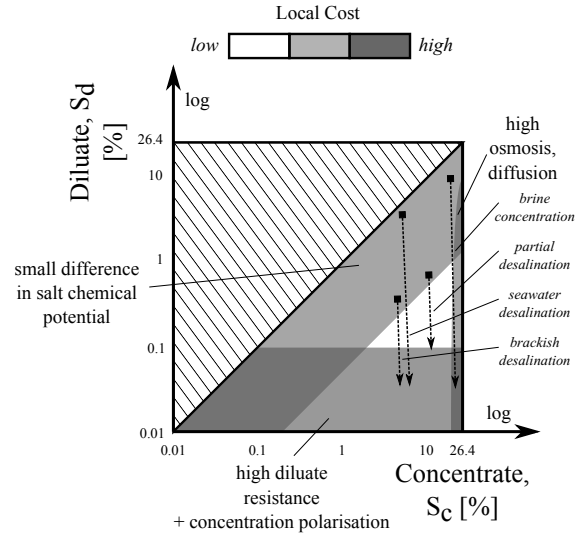 Local Cost
low
high
Diluate, Sd
[%]
log
26.4
10
1
0.1
0.01
high
osmosis,
diffusion
brine
concentration
partial
desalination
seawater
desalination
brackish
desalination
small difference
in salt chemical
potential
log
0.01
0.1
1
10
26.4
high diluate
resistance
+ concentration polarisation
Concentrate,
Sc [%]